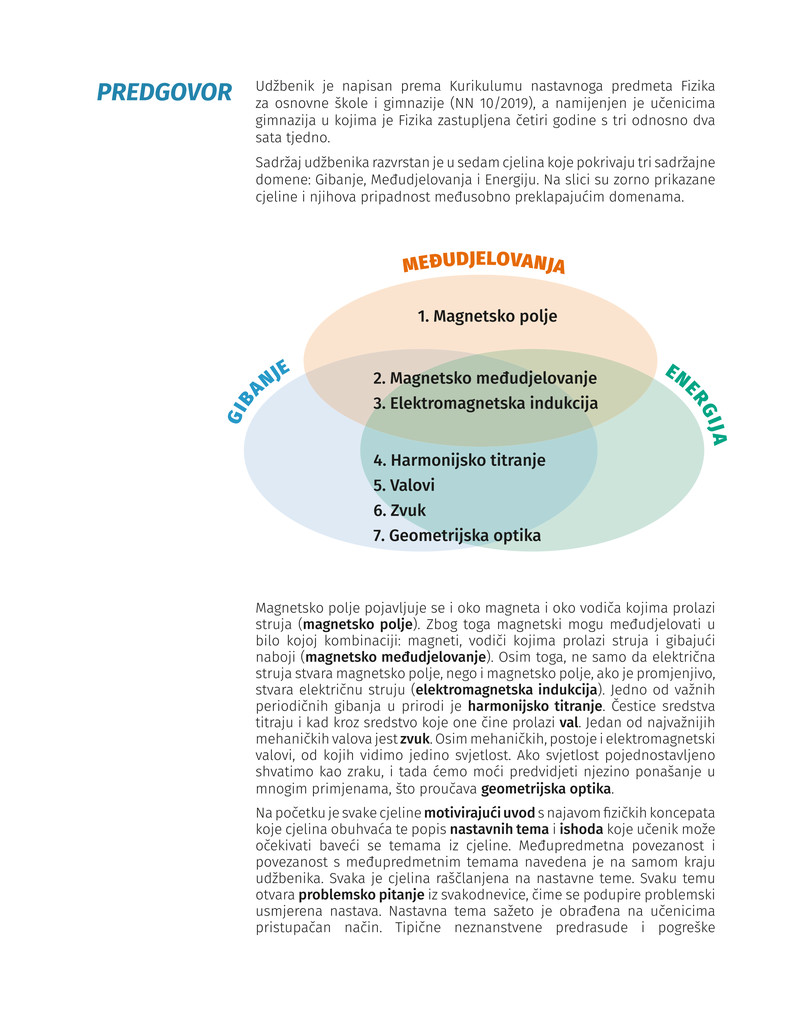 PREDGOVOR
Udžbenik je napisan prema Kurikulumu nastavnoga predmeta Fizika
za osnovne škole i gimnazije (NN 10/2019), a namijenjen je učenicima
gimnazija u kojima je Fizika zastupljena četiri godine s tri odnosno dva
sata tjedno.
Sadržaj udžbenika razvrstan je u sedam cjelina koje pokrivaju tri sadržajne
domene: Gibanje, Međudjelovanja i Energiju. Na slici su zorno prikazane
cjeline i njihova pripadnost međusobno preklapajućim domenama.
MEĐUDJELOVANJA
GIBANJE
ENERGIJA
1. Magnetsko polje
2. Magnetsko međudjelovanje
3. Elektromagnetska indukcija
4. Harmonijsko titranje
5. Valovi
6. Zvuk
7. Geometrijska optika
Magnetsko polje pojavljuje se i oko magneta i oko vodiča kojima prolazi
struja (magnetsko polje). Zbog toga magnetski mogu međudjelovati u
bilo kojoj kombinaciji: magneti, vodiči kojima prolazi struja i gibajući
naboji (magnetsko međudjelovanje). Osim toga, ne samo da električna
struja stvara magnetsko polje, nego i magnetsko polje, ako je promjenjivo,
stvara električnu struju (elektromagnetska indukcija). Jedno od važnih
periodičnih gibanja u prirodi je harmonijsko titranje. Čestice sredstva
titraju i kad kroz sredstvo koje one čine prolazi val. Jedan od najvažnijih
mehaničkih valova jest zvuk. Osim mehaničkih, postoje i elektromagnetski
valovi, od kojih vidimo jedino svjetlost. Ako svjetlost pojednostavljeno
shvatimo kao zraku, i tada ćemo moći predvidjeti njezino ponašanje u
mnogim primjenama, što proučava geometrijska optika.
Na početku je svake cjeline motivirajući uvod s najavom fizičkih koncepata
koje cjelina obuhvaća te popis nastavnih tema i ishoda koje učenik može
očekivati baveći se temama iz cjeline. Međupredmetna povezanost i
povezanost s međupredmetnim temama navedena je na samom kraju
udžbenika. Svaka je cjelina raščlanjena na nastavne teme. Svaku temu
otvara problemsko pitanje iz svakodnevice, čime se podupire problemski
usmjerena nastava. Nastavna tema sažeto je obrađena na učenicima
pristupačan način. Tipične neznanstvene predrasude i pogreške